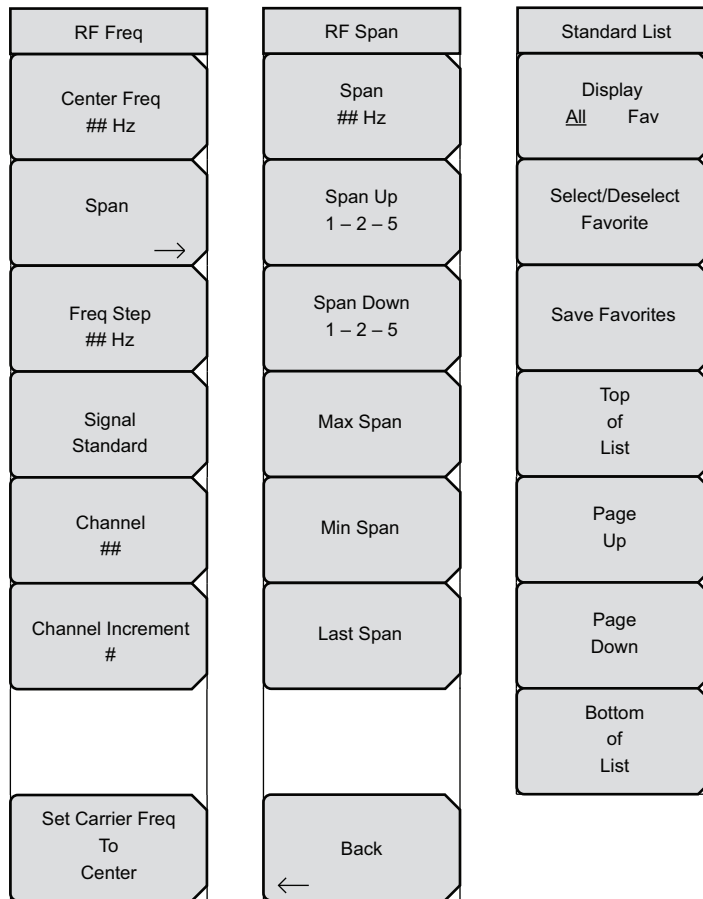 RF Freq
Center Freq
## Hz
Span
Freq Step
## Hz
Signal
Standard
Channel
##
Channel Increment
#
Set Carrier Freq
To
Center
RF Span
Span
## Hz
Span Up
1 – 2 – 5
Span Down
1 – 2 – 5
Max Span
Min Span
Last Span
Back
Standard List
Display
All Fav
Select/Deselect
Favorite
Save Favorites
Top
of
List
Page
Up
Page
Down
Bottom
of
List